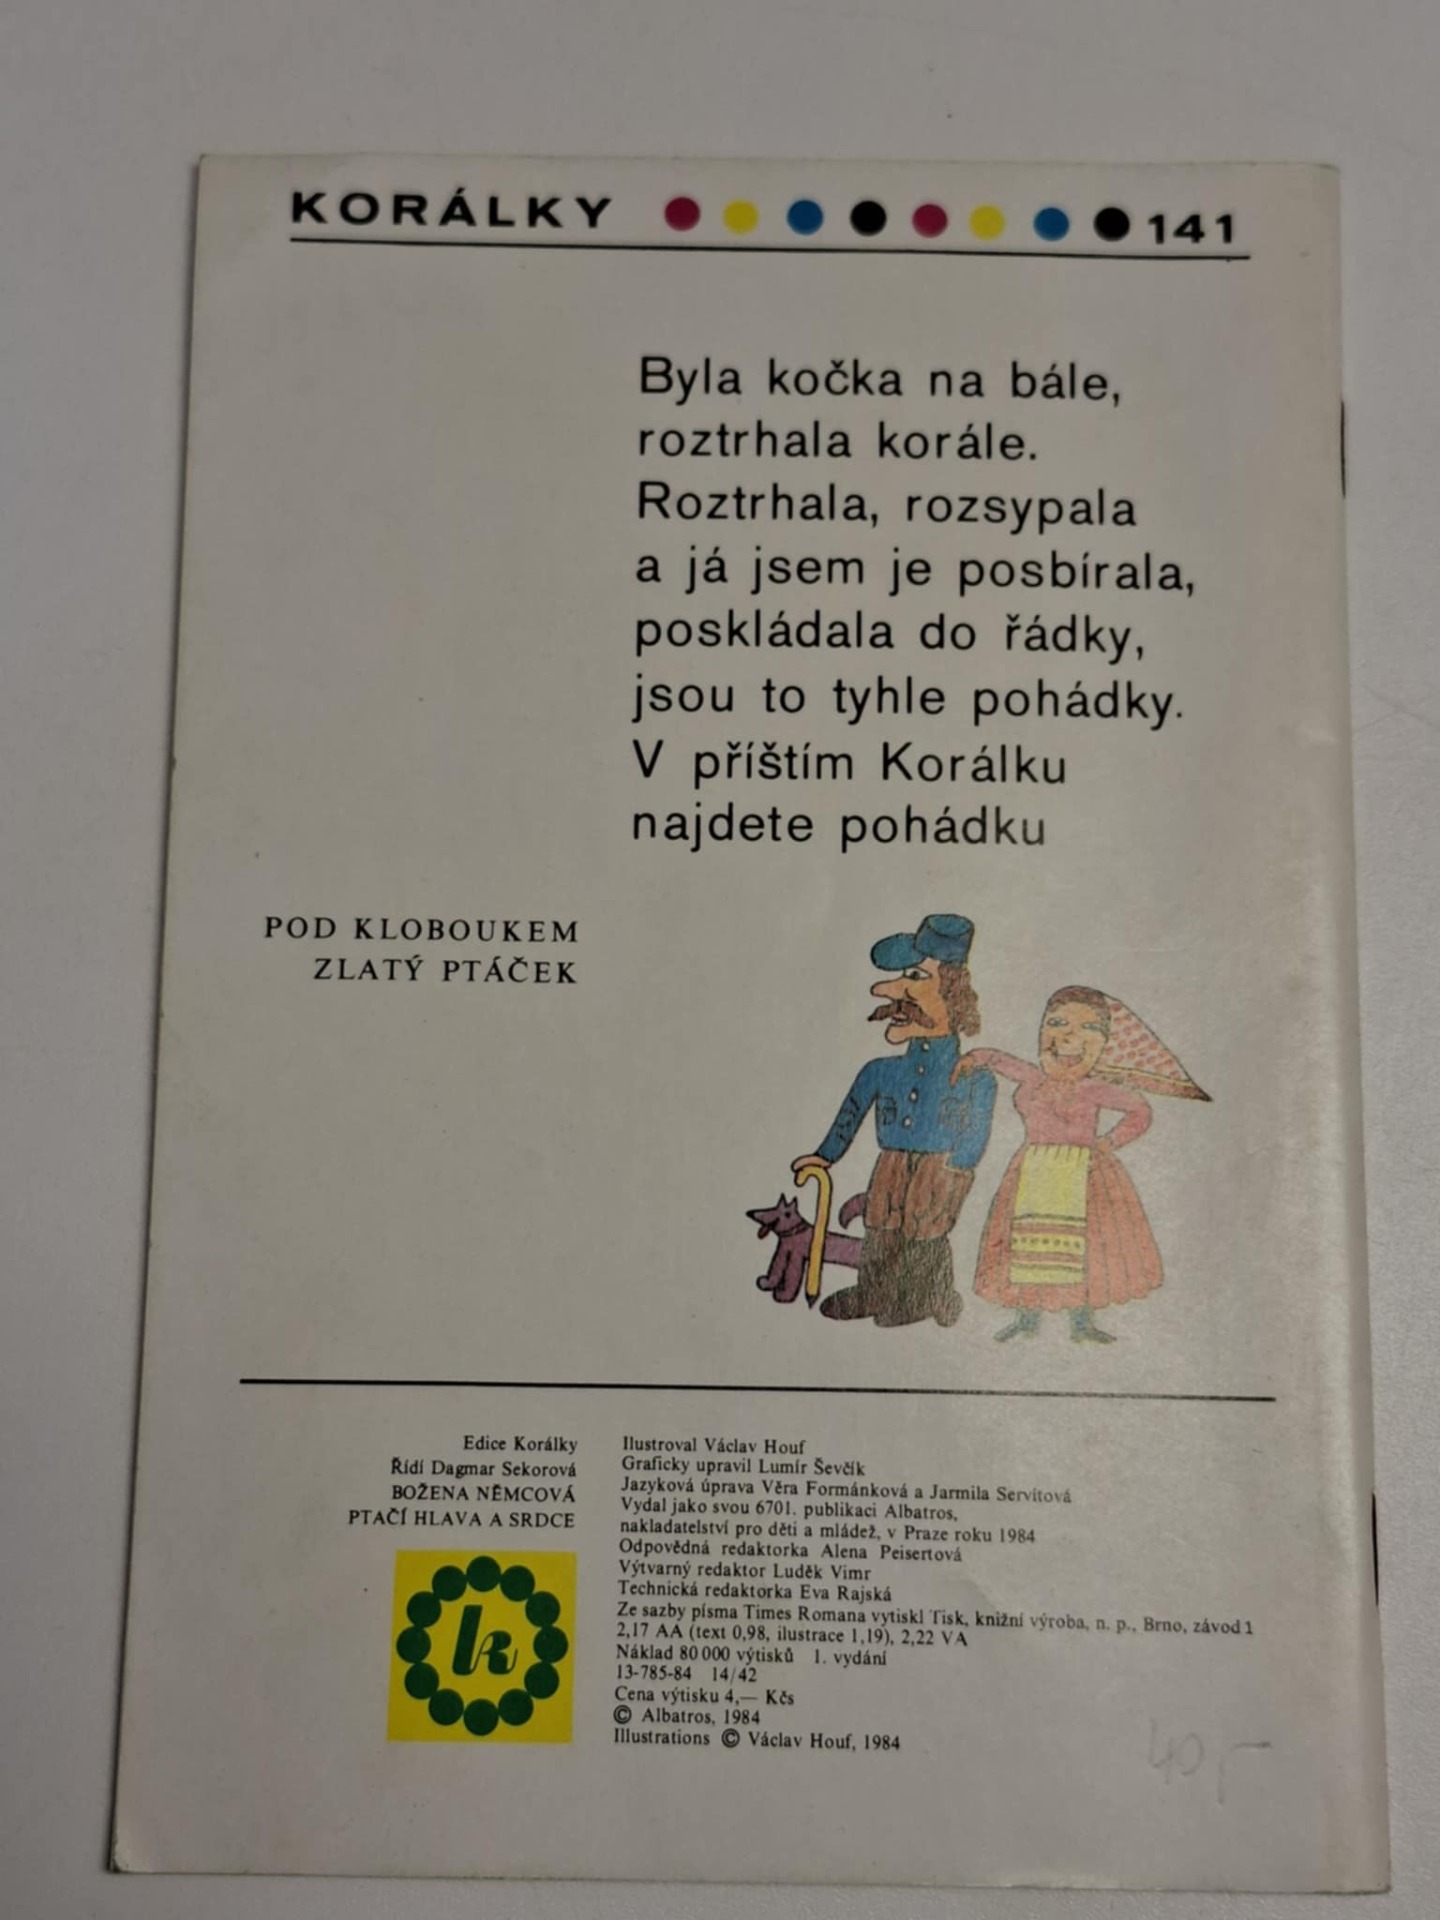 KORÁLKY 141
Byla kočka na bále,
roztrhala korále.
Roztrhala, rozsypala
a já jsem je posbírala,
poskládala do řádky,
jsou to tyhle pohádky.
V příštím Korálku
najdete pohádku
POD KLOBOUKEM
ZLATÝ PTÁČEK
Edice Korálky
Řídí Dagmar Sekorová
BOŽENA NĚMCOVÁ
PTAČÍ HLAVA A SRDCE
k
Ilustroval Václav Houf
Graficky upravil Lumír Ševčík
Jazyková úprava Věra Formánková a Jarmila Servítová
Vydal jako svou 6701. publikaci Albatros,
nakladatelství pro děti a mládež, v Praze roku 1984
Odpovědná redaktorka Alena Peisertová
Výtvarný redaktor Luděk Vimr
Technická redaktorka Eva Rajská
Ze sazby písma Times Romana vytiskl Tisk, knižní výroba, n. p., Brno, závod 1
2,17 AA (text 0,98, ilustrace 1,19), 2,22 VA
Náklad 80 000 výtisků 1. vydání
13-785-84 14/42
Cena výtisku 4,— Kčs
© Albatros, 1984
Illustrations © Václav Houf, 1984
40,-